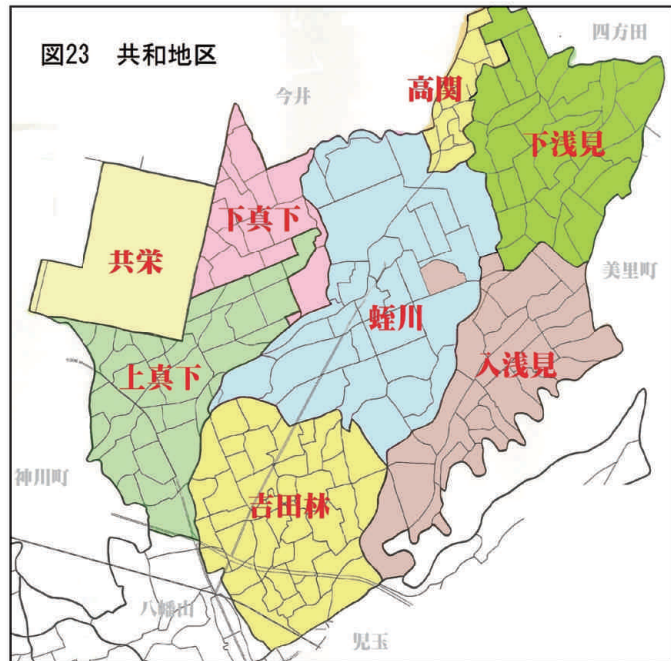 図23 共和地区
四方田
今井
高関
下浅見
下真下
共栄
美里町
蛭川
入浅見
上真下
神川町
吉田林
八幡山
児玉